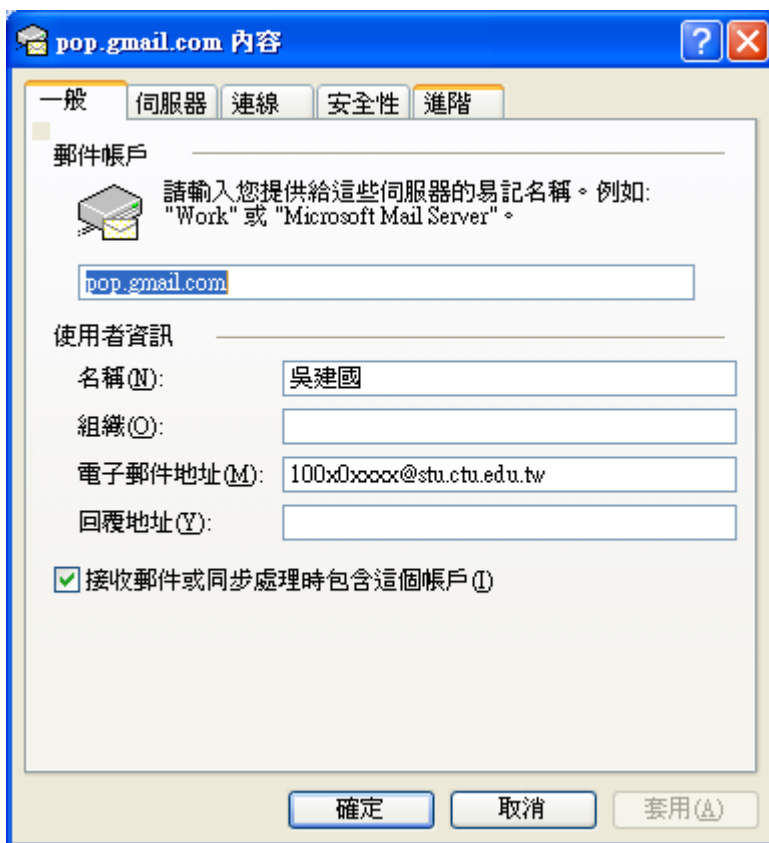 pop.gmail.com 內容
一般 伺服器 連線 安全性 進階
郵件帳戶
請輸入您提供給這些伺服器的易記名稱。例如:
"Work" 或 "Microsoft Mail Server"。
pop.gmail.com
使用者資訊
名稱(N): 吳建國
組織(O):
電子郵件地址(M): 100x0xxxx@stu.ctu.edu.tw
回覆地址(Y):
接收郵件或同步處理時包含這個帳戶(I)
確定 取消 套用(A)